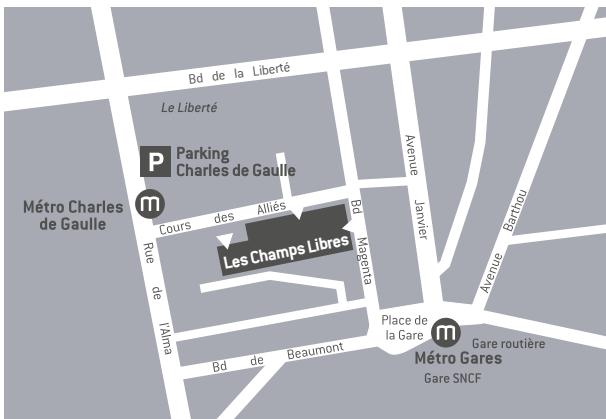 Bd de la Liberté
Le Liberté
P
Parking
Charles de Gaulle
Métro Charles
de Gaulle
m
Cours des Alliés
Les Champs Libres
Bd Magenta
Avenue Janvier
Avenue Barthou
Rue de l'Alma
Bd de Beaumont
Place de
la Gare
m
Gare routière
Métro Gares
Gare SNCF